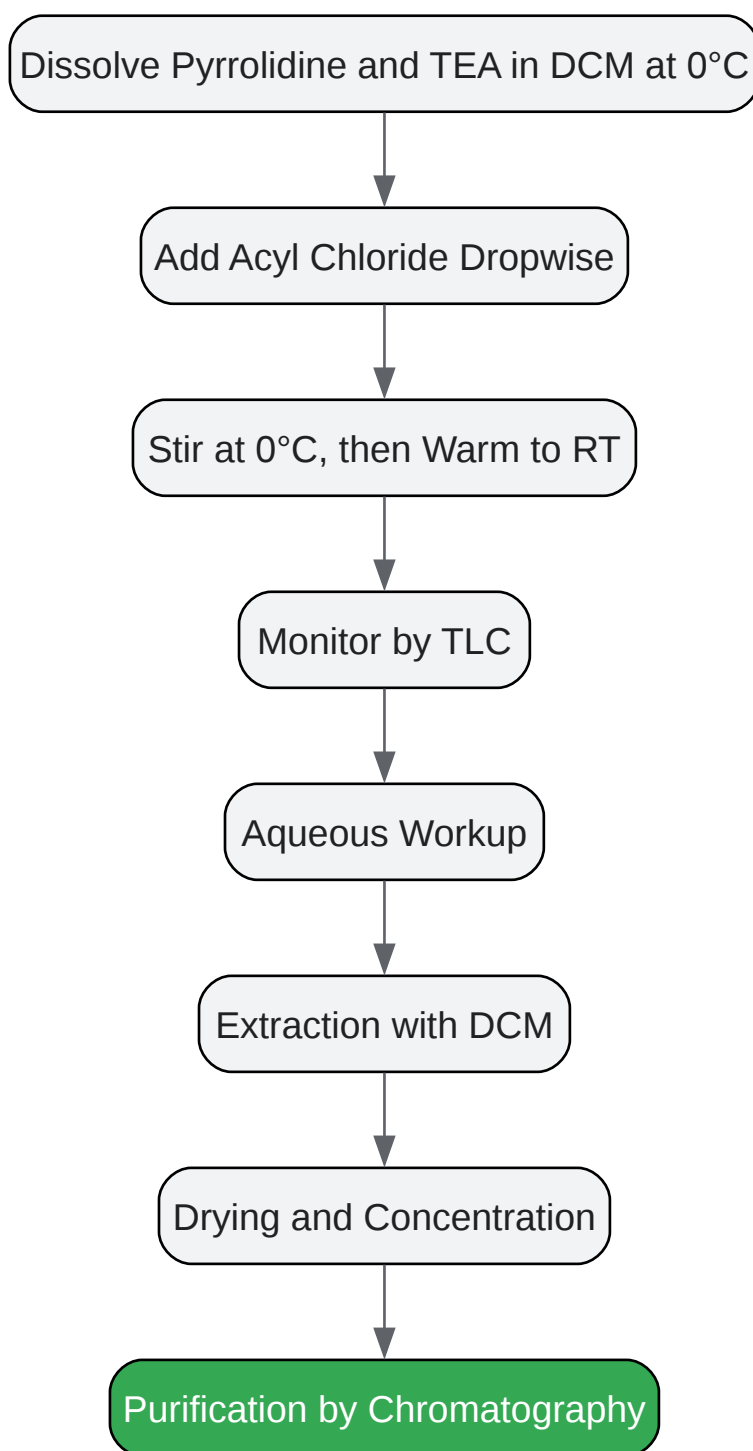 Dissolve Pyrrolidine and TEA in DCM at 0°C
Add Acyl Chloride Dropwise
Stir at 0°C, then Warm to RT
Monitor by TLC
Aqueous Workup
Extraction with DCM
Drying and Concentration
Purification by Chromatography